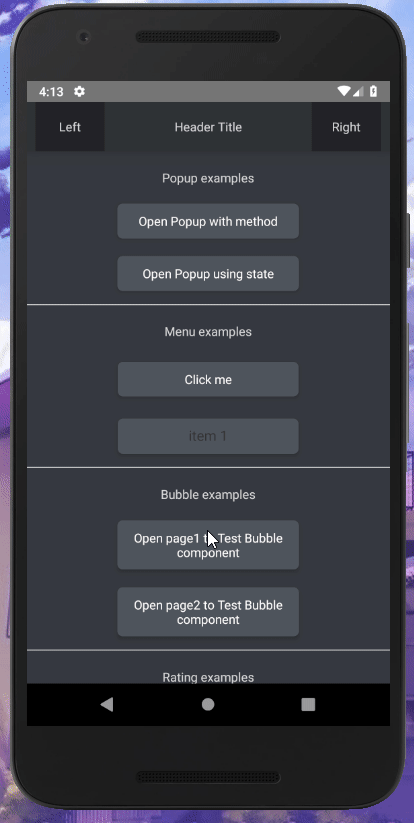 4:13
Left Header Title Right
Popup examples
Open Popup with method
Open Popup using state
Menu examples
Click me
item 1
Bubble examples
Open page1 to Test Bubble
component
Open page2 to Test Bubble
component
Rating examples